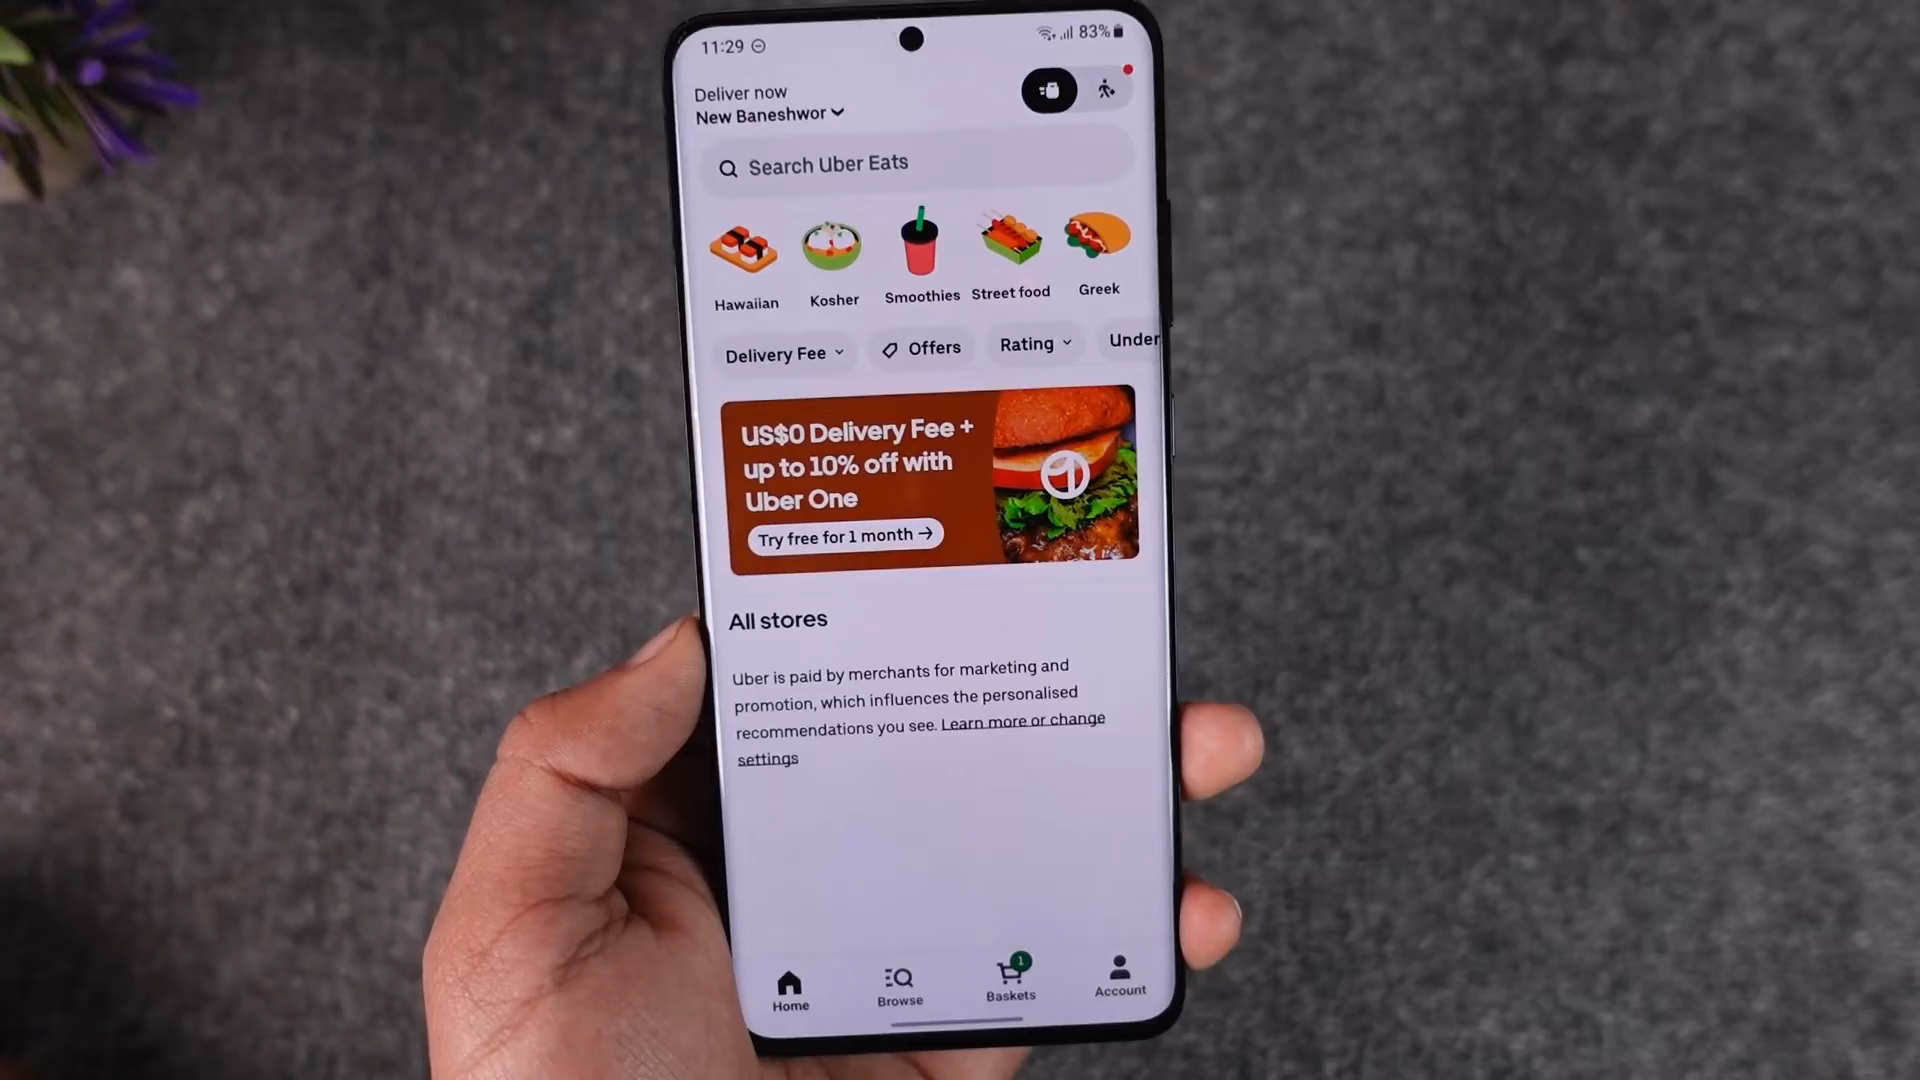 11:29
83%
Deliver now
New Baneshwor
Search Uber Eats
Hawaiian
Kosher
Smoothies
Street food
Greek
Delivery Fee
Offers
Rating
Under
US$0 Delivery Fee +
up to 10% off with
Uber One
Try free for 1 month →
All stores
Uber is paid by merchants for marketing and
promotion, which influences the personalised
recommendations you see. Learn more or change
settings
1
Home
Browse
Baskets
Account